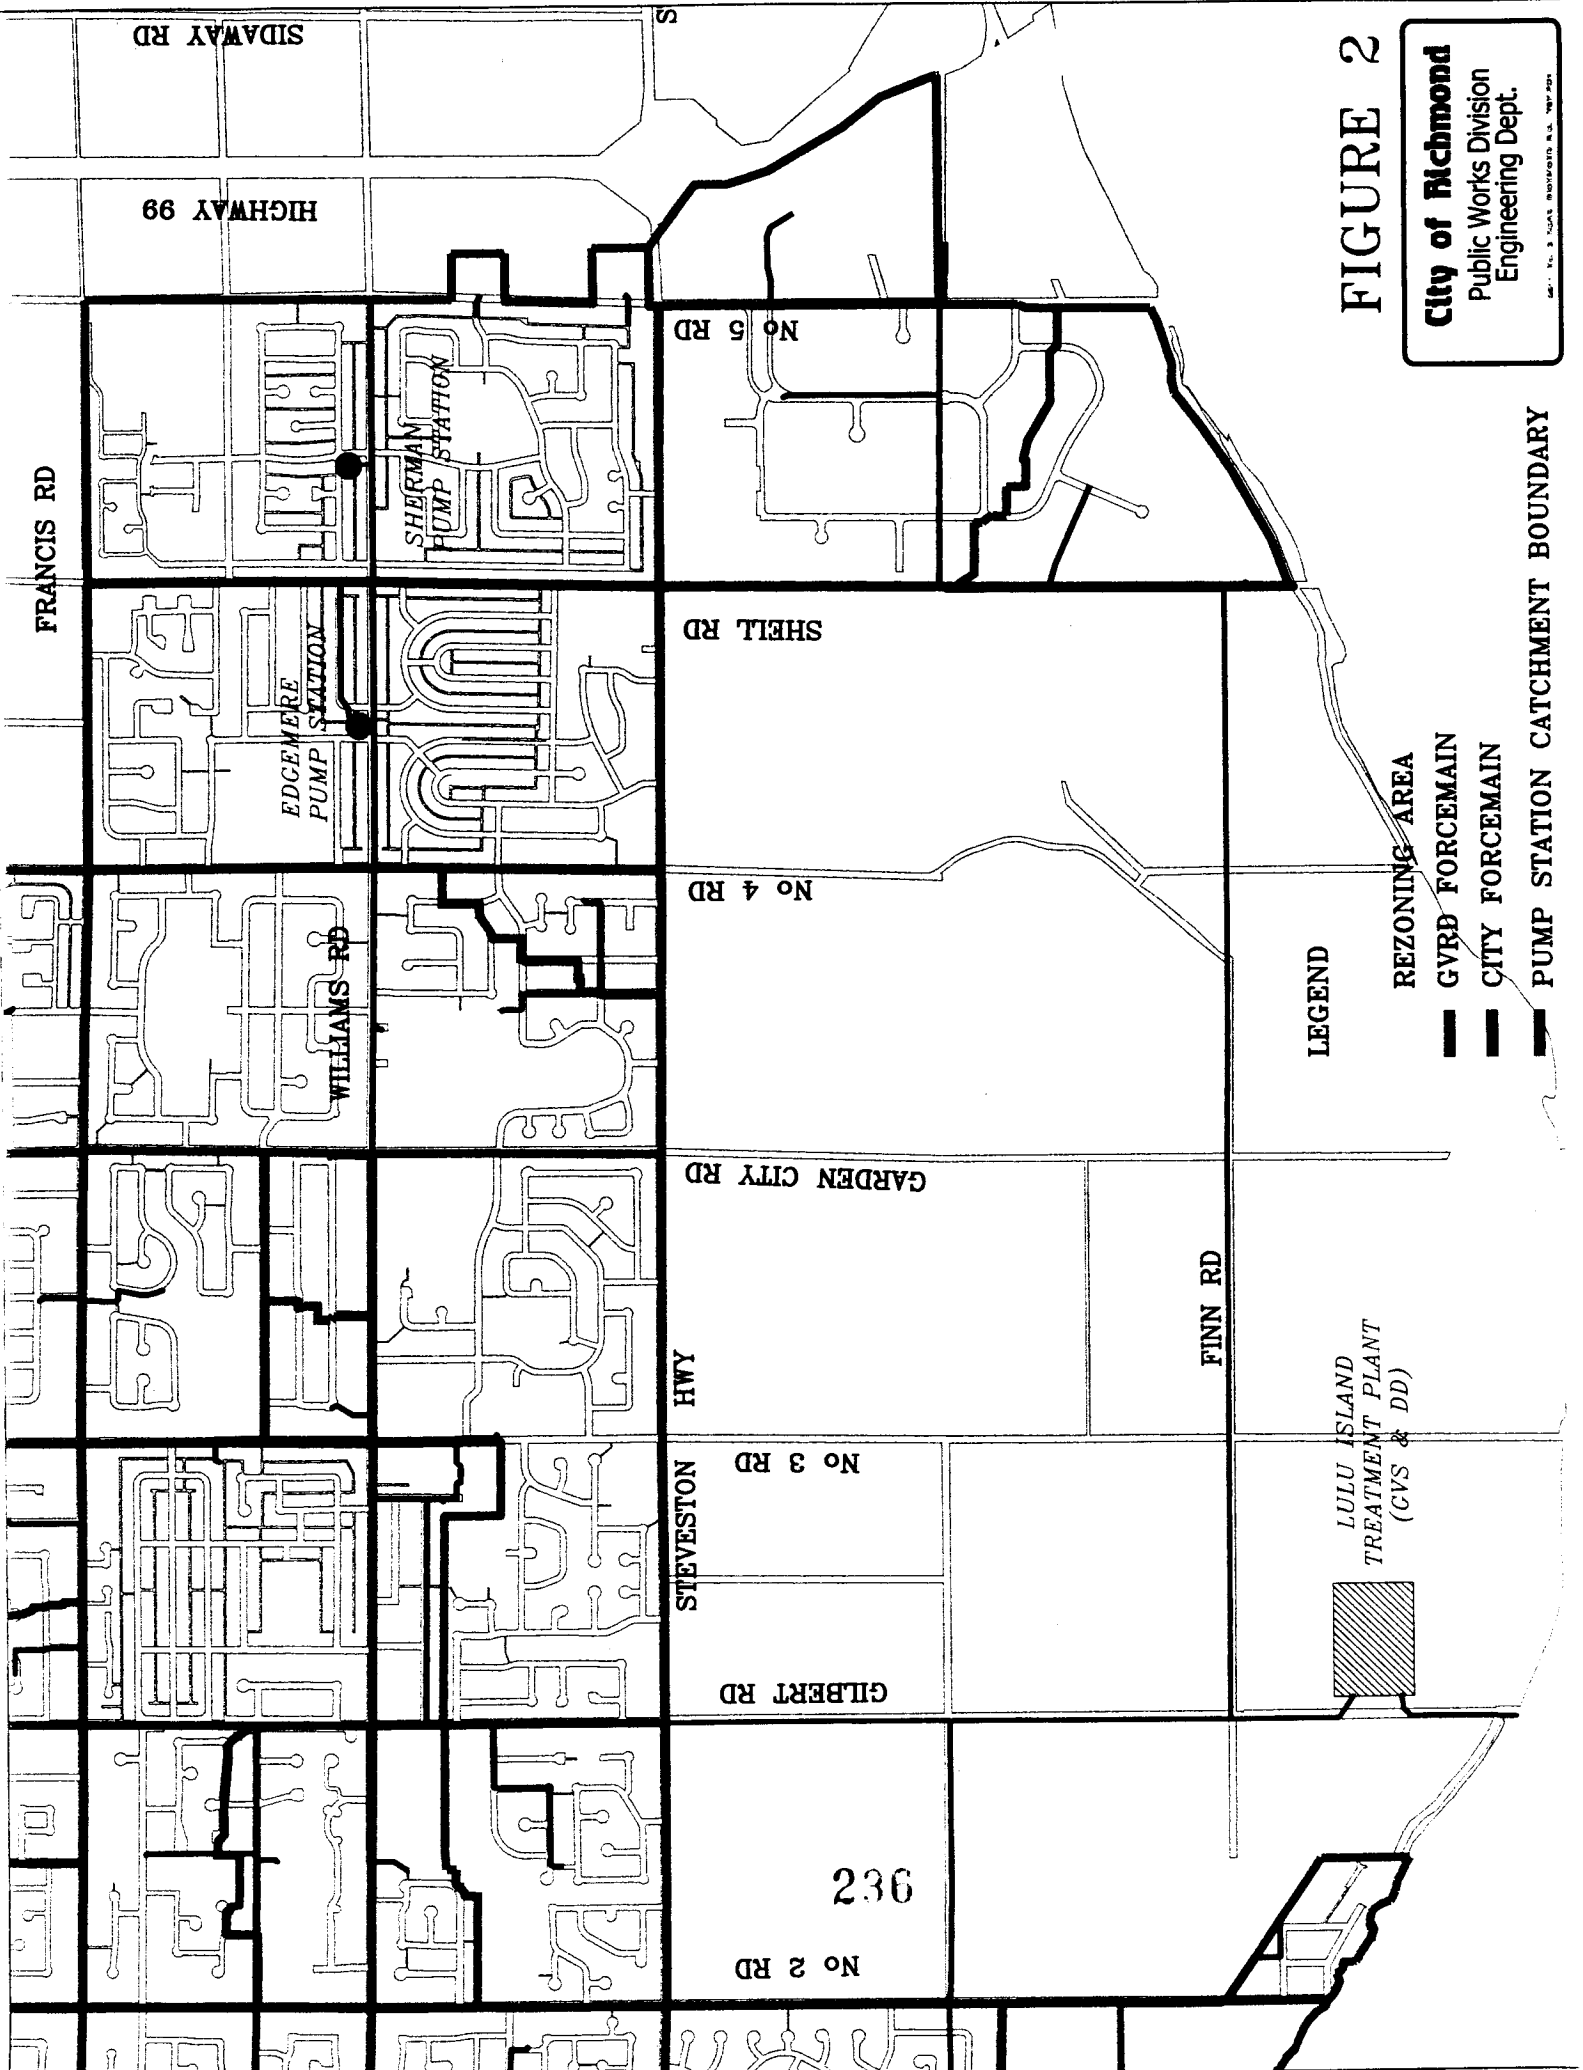 SIDAWAY RD
S
HIGHWAY 99
FIGURE 2
City of Richmond
Public Works Division
Engineering Dept.
FRANCIS RD
No 5 RD
SHERMAN
PUMP STATION
SHELL RD
EDGEMERE
PUMP STATION
No 4 RD
WILLIAMS RD
LEGEND
REZONING AREA
GVRD FORCEMAIN
CITY FORCEMAIN
PUMP STATION CATCHMENT BOUNDARY
GARDEN CITY RD
FINN RD
STEVESTON HWY
No 3 RD
LULU ISLAND
TREATMENT PLANT
(GVS & DD)
GILBERT RD
236
No 2 RD